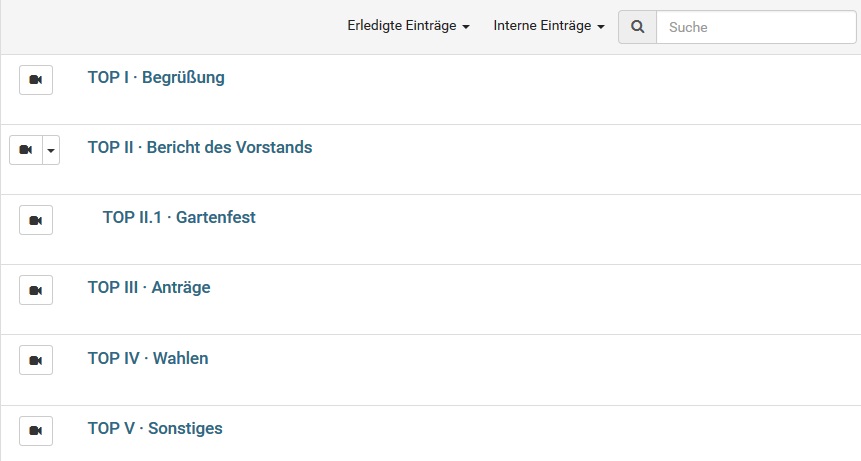 Erledigte Einträge Interne Einträge Suche
TOP I · Begrüßung
TOP II · Bericht des Vorstands
TOP II.1 · Gartenfest
TOP III · Anträge
TOP IV · Wahlen
TOP V · Sonstiges